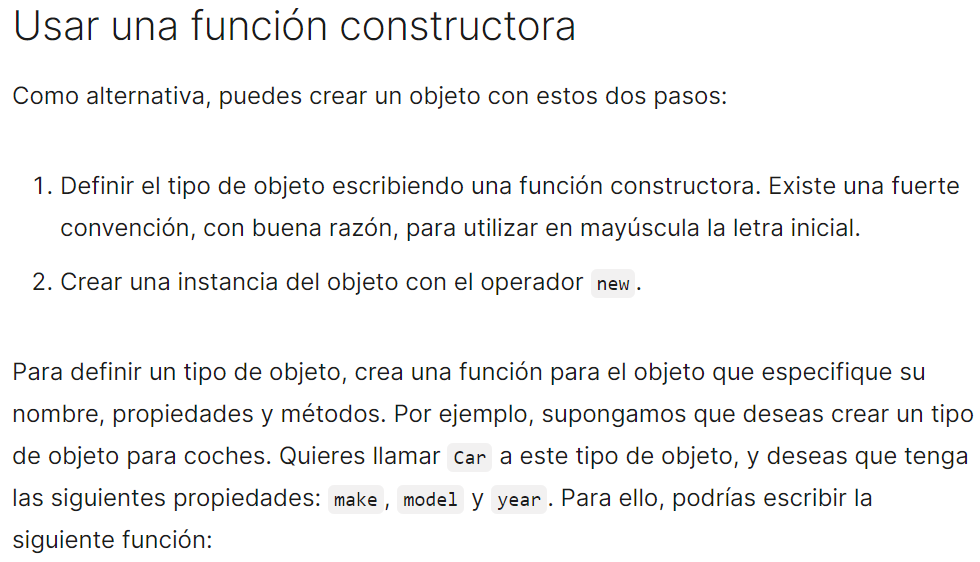 Usar una función constructora
Como alternativa, puedes crear un objeto con estos dos pasos:
1. Definir el tipo de objeto escribiendo una función constructora. Existe una fuerte
convención, con buena razón, para utilizar en mayúscula la letra inicial.
2. Crear una instancia del objeto con el operador new.
Para definir un tipo de objeto, crea una función para el objeto que especifique su
nombre, propiedades y métodos. Por ejemplo, supongamos que deseas crear un tipo
de objeto para coches. Quieres llamar Car a este tipo de objeto, y deseas que tenga
las siguientes propiedades: make, model y year. Para ello, podrías escribir la
siguiente función: